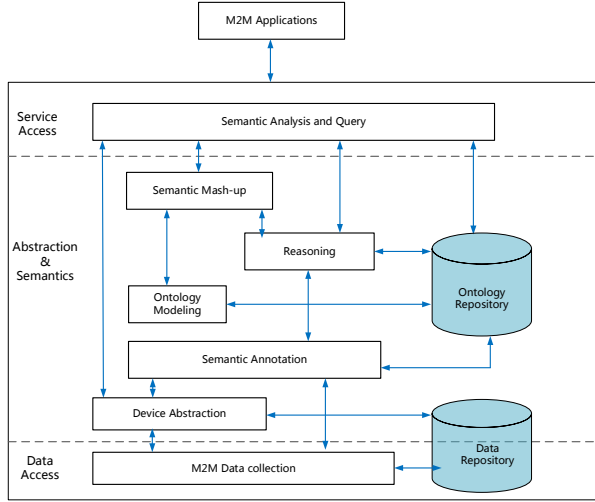 M2M Applications
Service
Access
Semantic Analysis and Query
Semantic Mash-up
Abstraction
&
Semantics
Reasoning
Ontology
Repository
Ontology
Modeling
Semantic Annotation
Device Abstraction
Data
Repository
Data
Access
M2M Data collection